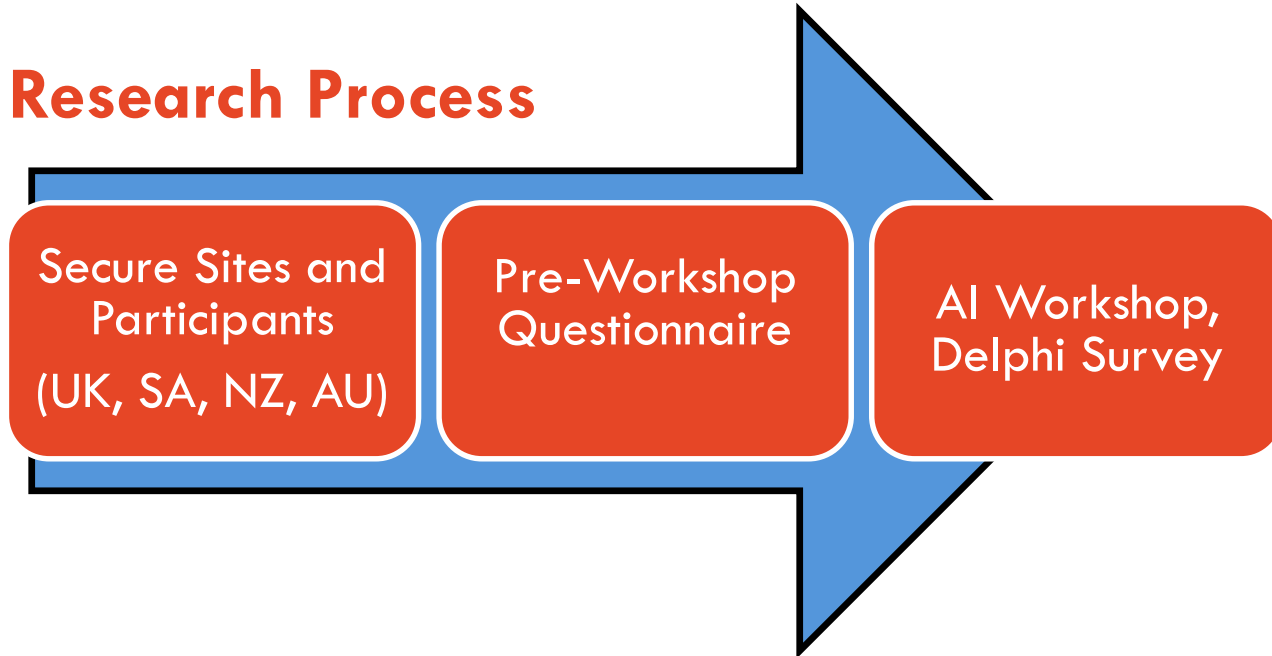 Research Process
Secure Sites and
Participants
(UK, SA, NZ, AU)
Pre-Workshop
Questionnaire
AI Workshop,
Delphi Survey